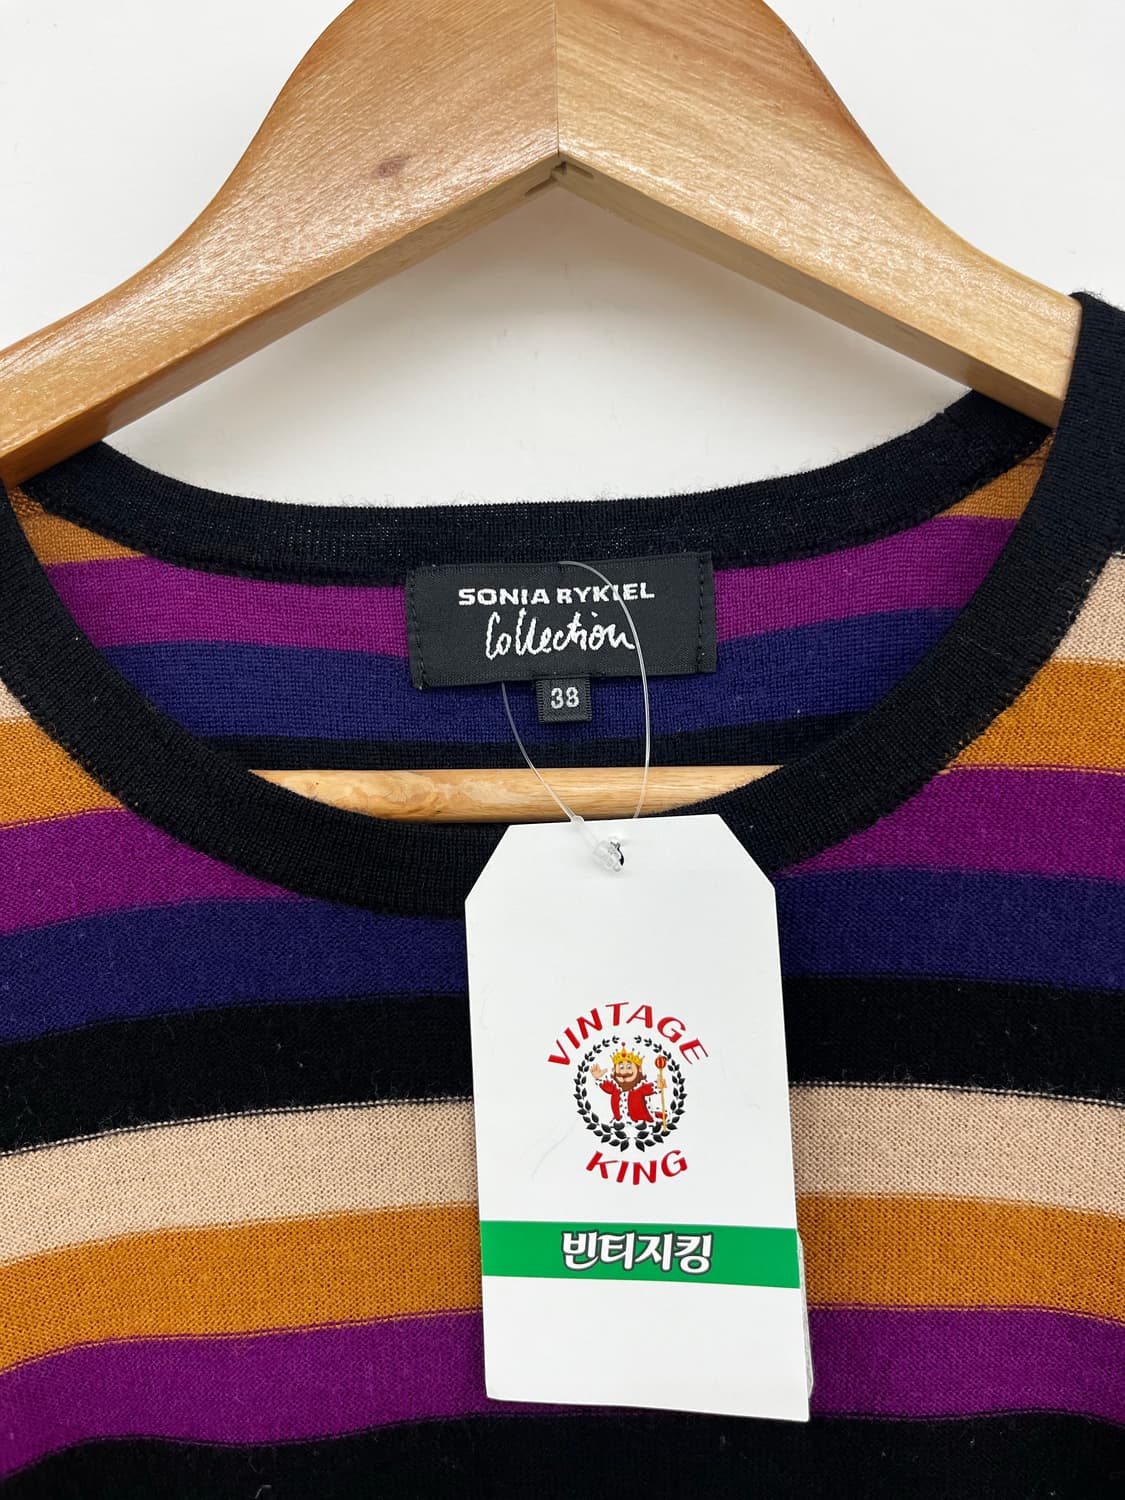 SONIA RYKIEL
Collection
38
VINTAGE
KING
빈티지킹